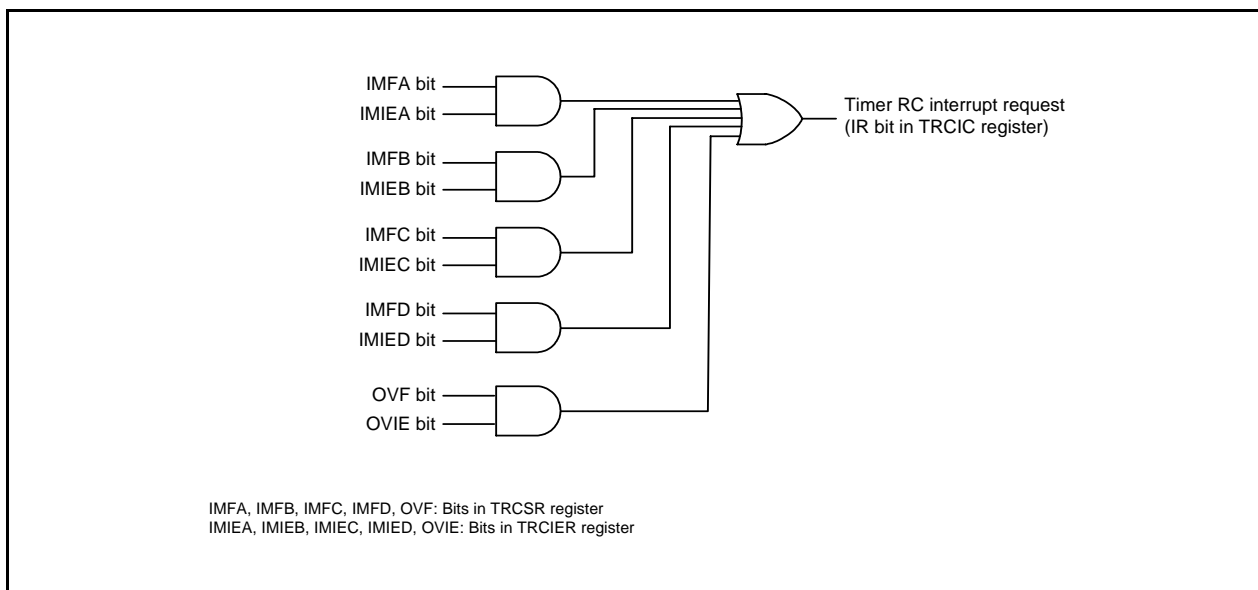 IMFA bit
IMIEA bit
IMFB bit
IMIEB bit
IMFC bit
IMIEC bit
IMFD bit
IMIED bit
OVF bit
OVIE bit
Timer RC interrupt request
(IR bit in TRCIC register)
IMFA, IMFB, IMFC, IMFD, OVF: Bits in TRCSR register
IMIEA, IMIEB, IMIEC, IMIED, OVIE: Bits in TRCIER register